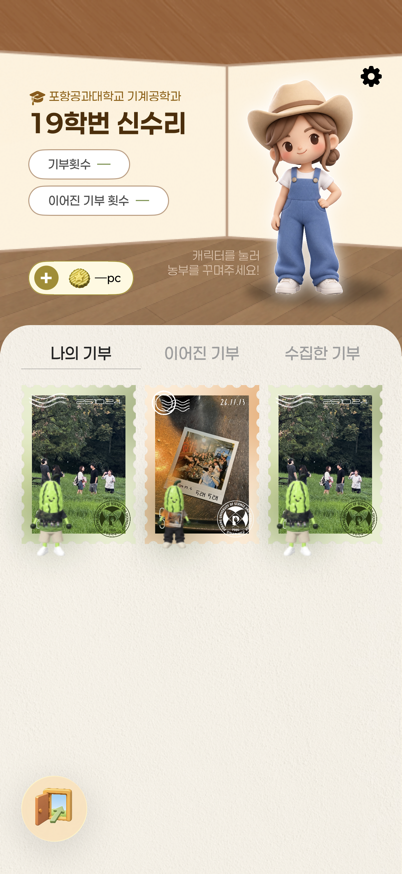 포항공과대학교 기계공학과
19학번 신수리
기부횟수 —
이어진 기부 횟수 —
—pc
캐릭터를 눌러
농부를 꾸며주세요!
나의 기부
이어진 기부
수집한 기부
26.11.13